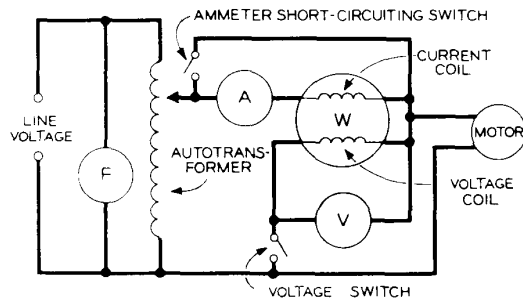 AMMETER SHORT-CIRCUITING SWITCH
CURRENT
COIL
LINE
VOLTAGE
A
W
MOTOR
F
AUTOTRANS-
FORMER
VOLTAGE
COIL
V
VOLTAGE SWITCH